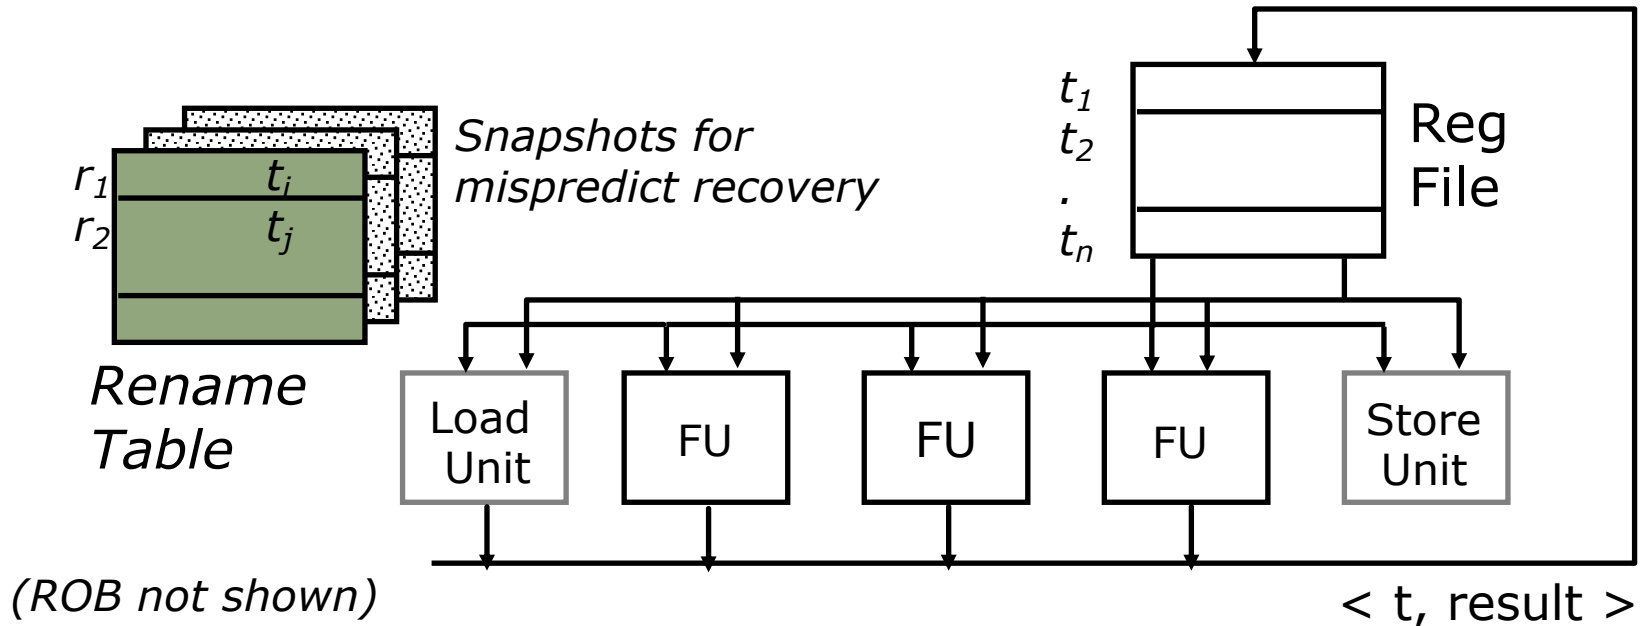 t1
t2
.
tn
Reg
File
Snapshots for
mispredict recovery
r1 ti
r2 tj
Rename
Table
Load
Unit
FU
FU
FU
Store
Unit
(ROB not shown)
< t, result >